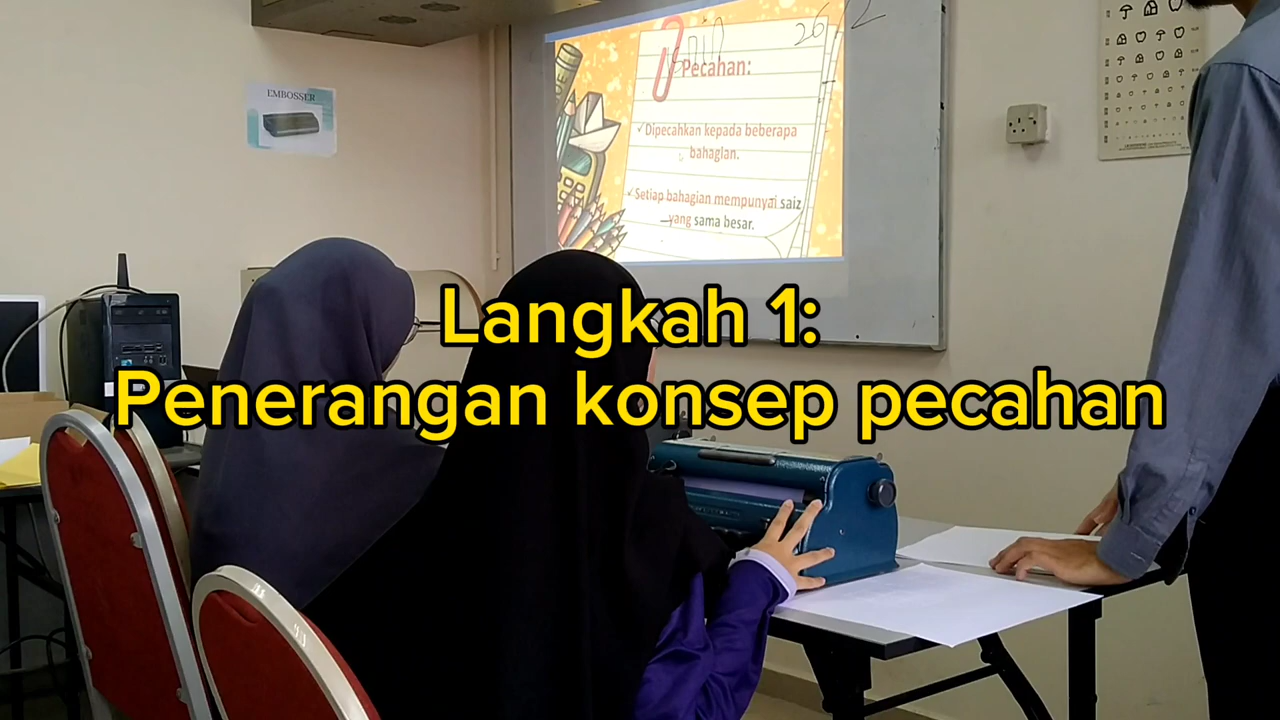 EMBOSSER
Pecahan:
✓Dipecahkan kepada beberapa
bahagian.
✓Setiap bahagian mempunyai saiz
yang sama besar.
Langkah 1:
Penerangan konsep pecahan